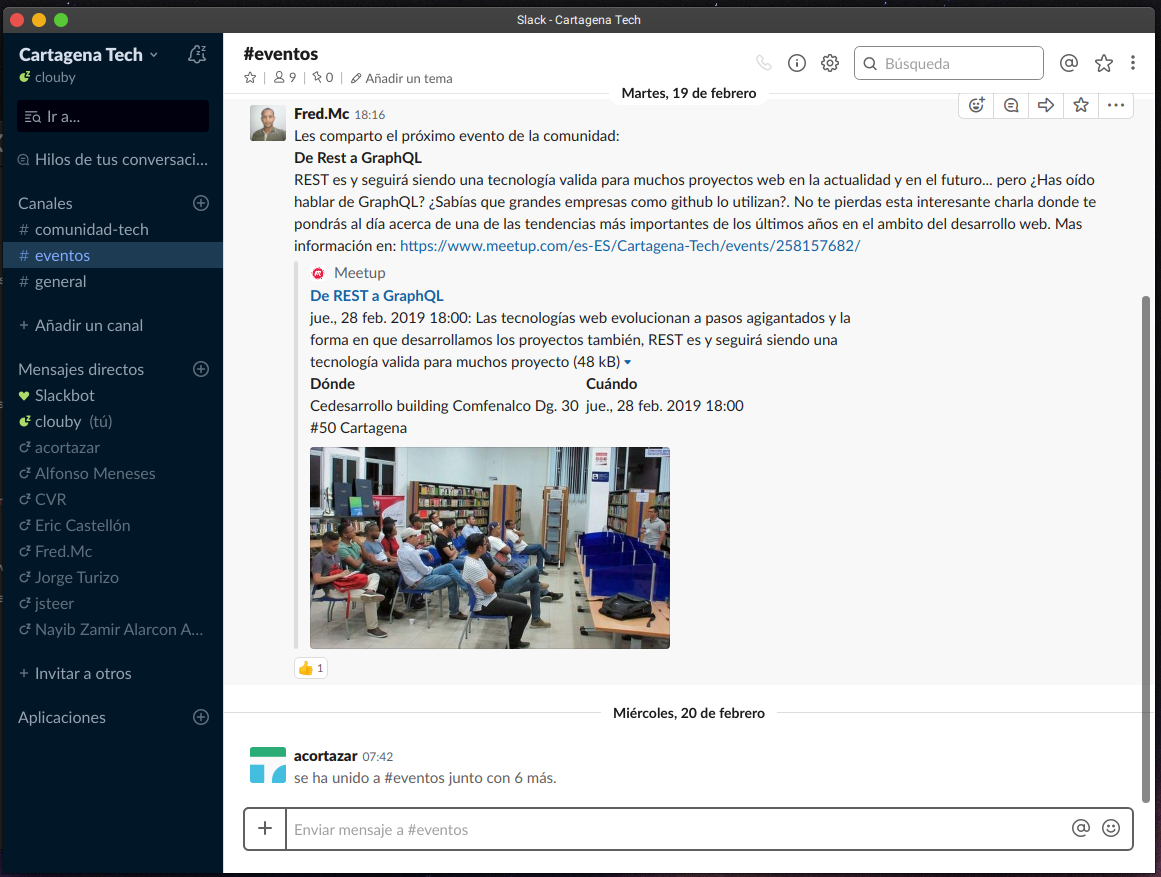 Slack - Cartagena Tech
Cartagena Tech
clouby
Ir a...
Hilos de tus conversaci...
Canales
# comunidad-tech
# eventos
# general
+ Añadir un canal
Mensajes directos
Slackbot
clouby (tú)
acortazar
Alfonso Meneses
CVR
Eric Castellón
Fred.Mc
Jorge Turizo
jsteer
Nayib Zamir Alarcon A...
+ Invitar a otros
Aplicaciones
#eventos
9
0
Añadir un tema
Búsqueda
Martes, 19 de febrero
Fred.Mc 18:16
Les comparto el próximo evento de la comunidad:
De Rest a GraphQL
REST es y seguirá siendo una tecnología valida para muchos proyectos web en la actualidad y en el futuro... pero ¿Has oído
hablar de GraphQL? ¿Sabías que grandes empresas como github lo utilizan?. No te pierdas esta interesante charla donde te
pondrás al día acerca de una de las tendencias más importantes de los últimos años en el ambito del desarrollo web. Mas
información en: https://www.meetup.com/es-ES/Cartagena-Tech/events/258157682/
Meetup
De REST a GraphQL
jue., 28 feb. 2019 18:00: Las tecnologías web evolucionan a pasos agigantados y la
forma en que desarrollamos los proyectos también, REST es y seguirá siendo una
tecnología valida para muchos proyecto (48 kB)
Dónde Cuándo
Cedesarrollo building Comfenalco Dg. 30 jue., 28 feb. 2019 18:00
#50 Cartagena
1
Miércoles, 20 de febrero
acortazar 07:42
se ha unido a #eventos junto con 6 más.
Enviar mensaje a #eventos